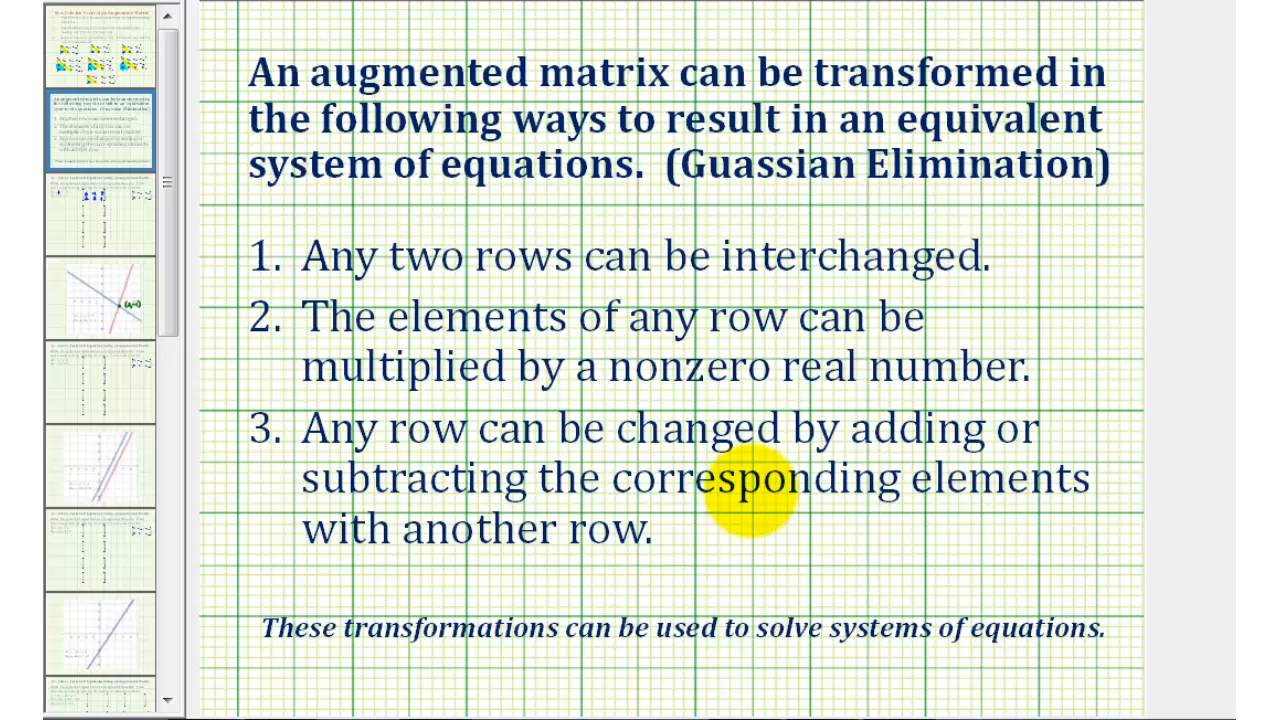 An augmented matrix can be transformed in
the following ways to result in an equivalent
system of equations. (Guassian Elimination)
1. Any two rows can be interchanged.
2. The elements of any row can be
multiplied by a nonzero real number.
3. Any row can be changed by adding or
subtracting the corresponding elements
with another row.
These transformations can be used to solve systems of equations.